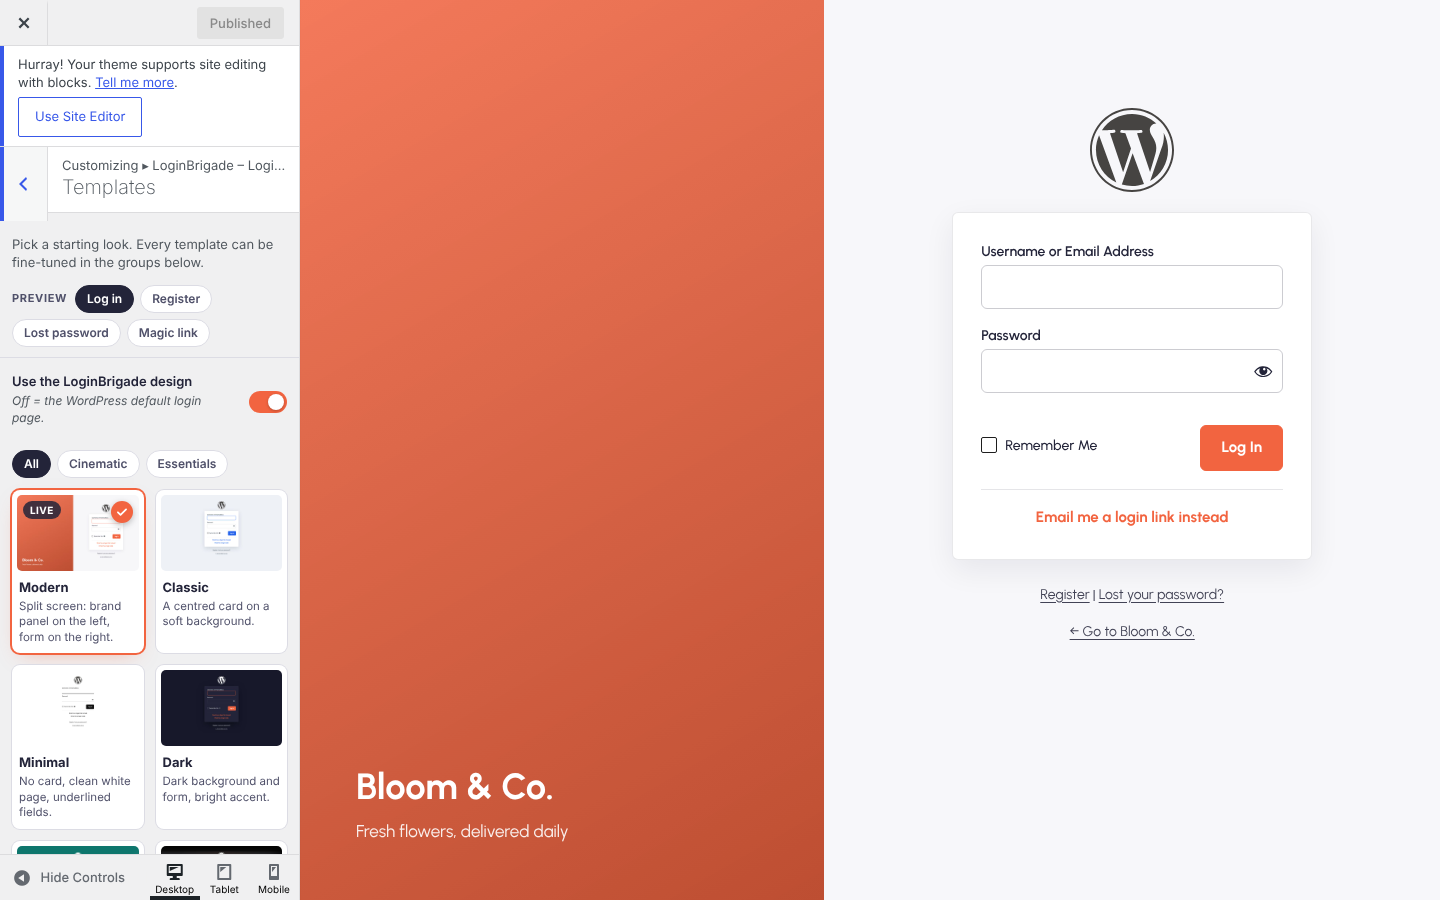 Published
Hurray! Your theme supports site editing
with blocks. Tell me more.
Use Site Editor
Customizing ▸ LoginBrigade – Logi...
Templates
Pick a starting look. Every template can be
fine-tuned in the groups below.
PREVIEW
Log in
Register
Lost password
Magic link
Use the LoginBrigade design
Off = the WordPress default login
page.
All
Cinematic
Essentials
LIVE
Bloom & Co.
Modern
Split screen: brand
panel on the left,
form on the right.
Classic
A centred card on a
soft background.
Minimal
No card, clean white
page, underlined
fields.
Dark
Dark background and
form, bright accent.
Hide Controls
Desktop
Tablet
Mobile
Bloom & Co.
Fresh flowers, delivered daily
Username or Email Address
Password
Remember Me
Log In
Email me a login link instead
Register | Lost your password?
← Go to Bloom & Co.